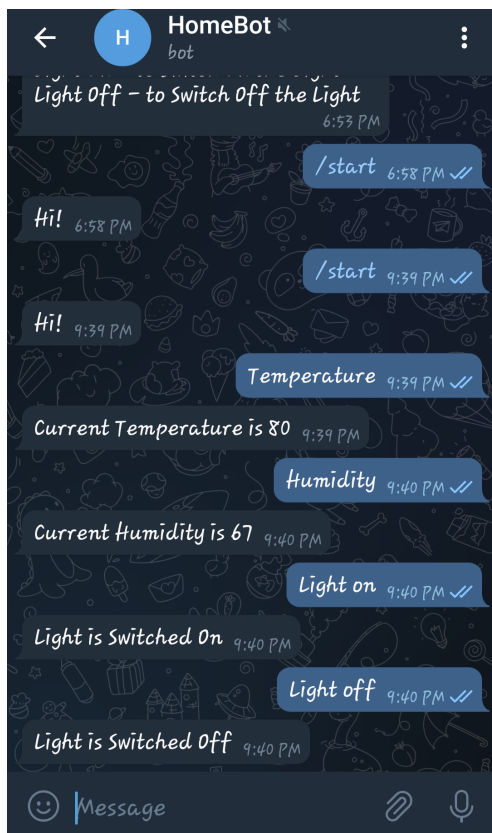 H
HomeBot
bot
Light Off - to Switch Off the Light
6:53 PM
/start 6:58 PM
Hi! 6:58 PM
/start 9:39 PM
Hi! 9:39 PM
Temperature 9:39 PM
Current Temperature is 80 9:39 PM
Humidity 9:40 PM
Current Humidity is 67 9:40 PM
Light on 9:40 PM
Light is Switched On 9:40 PM
Light off 9:40 PM
Light is Switched Off 9:40 PM
Message